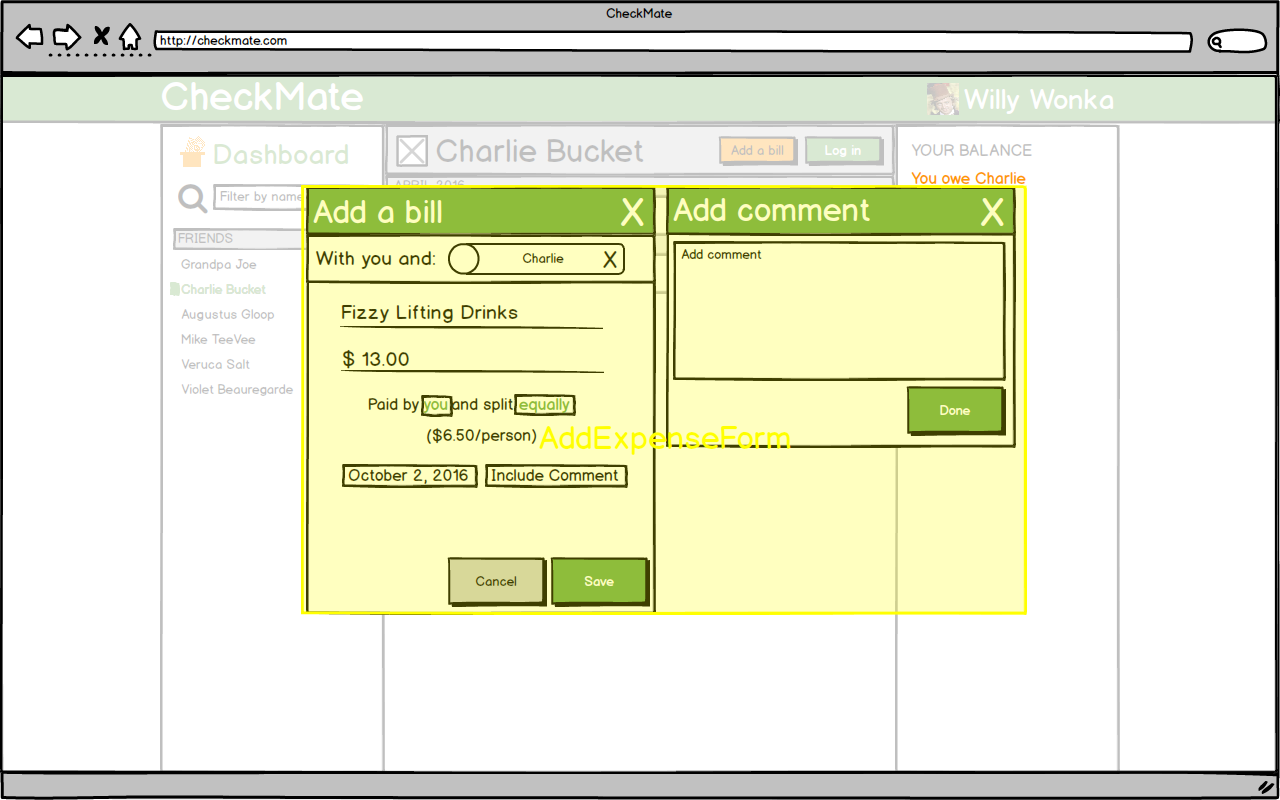 CheckMate
http://checkmate.com
CheckMate
Willy Wonka
Dashboard
Filter by name
FRIENDS
Grandpa Joe
Charlie Bucket
Augustus Gloop
Mike TeeVee
Veruca Salt
Violet Beauregarde
Charlie Bucket
Add a bill
Log in
APRIL 2016
YOUR BALANCE
You owe Charlie
Add a bill X
With you and: Charlie X
Fizzy Lifting Drinks
$ 13.00
Paid by you and split equally
($6.50/person)
October 2, 2016 Include Comment
Cancel Save
Add comment X
Add comment
Done
AddExpenseForm